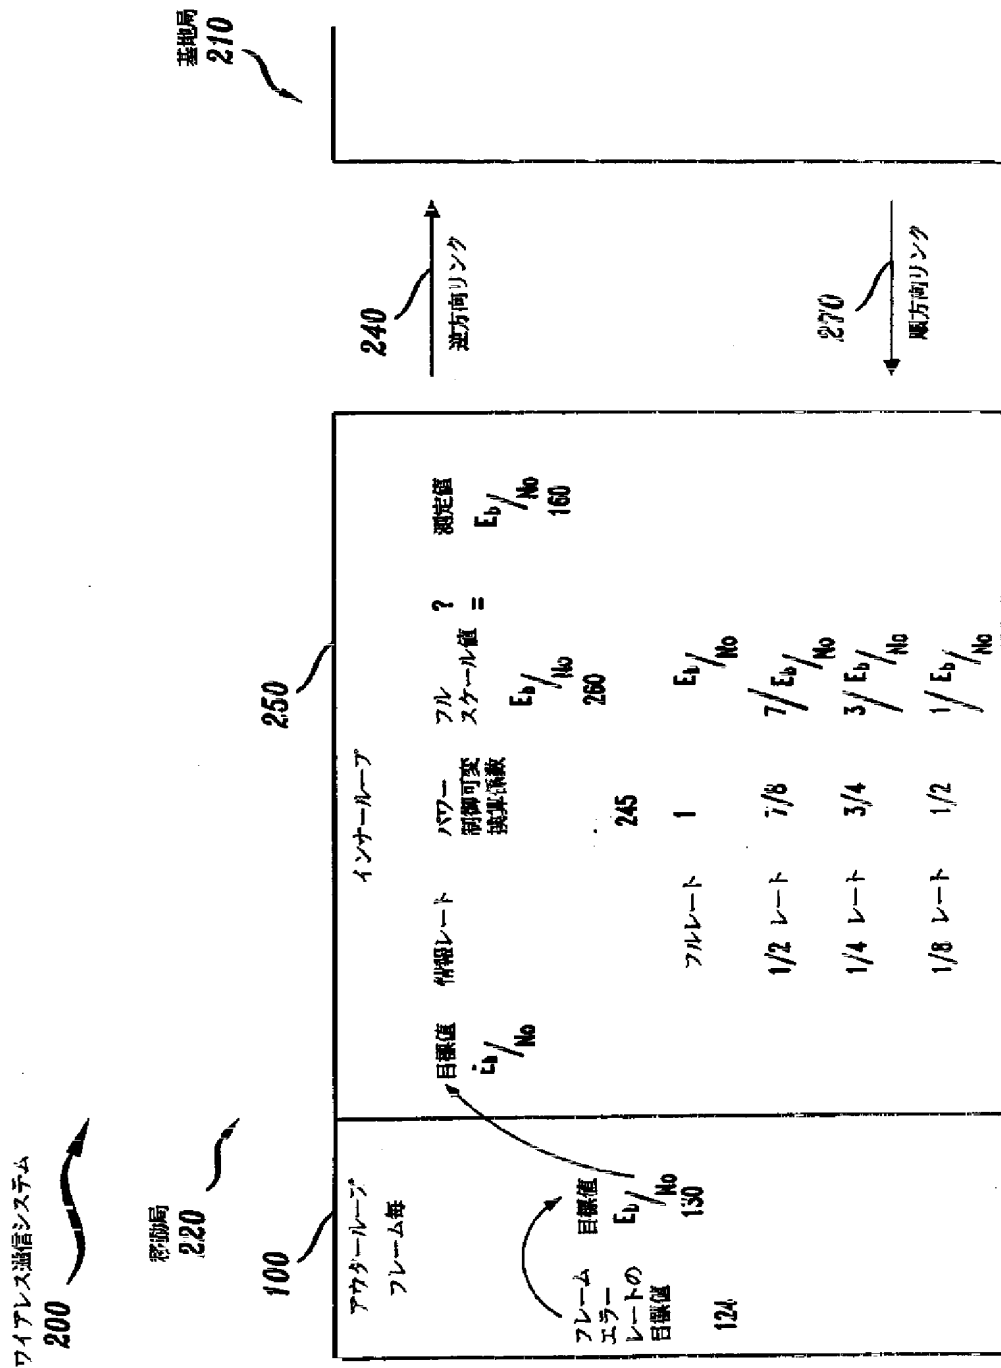 ワイアレス通信システム
200
移動局
220
基地局
210
100
250
アウターループ
フレーム毎
フレーム
エラー
レートの
目標値
124
目標値
Eb/No
130
インナーループ
目標値
Eb/No
情報レート
パワー
制御可変
換算係数
245
フル
スケール値
Eb/No
260
?
=
測定値
Eb/No
160
フルレート 1 Eb/No
1/2 レート 7/8 7/ Eb/No
1/4 レート 3/4 3/ Eb/No
1/8 レート 1/2 1/ Eb/No
240
逆方向リンク
270
順方向リンク